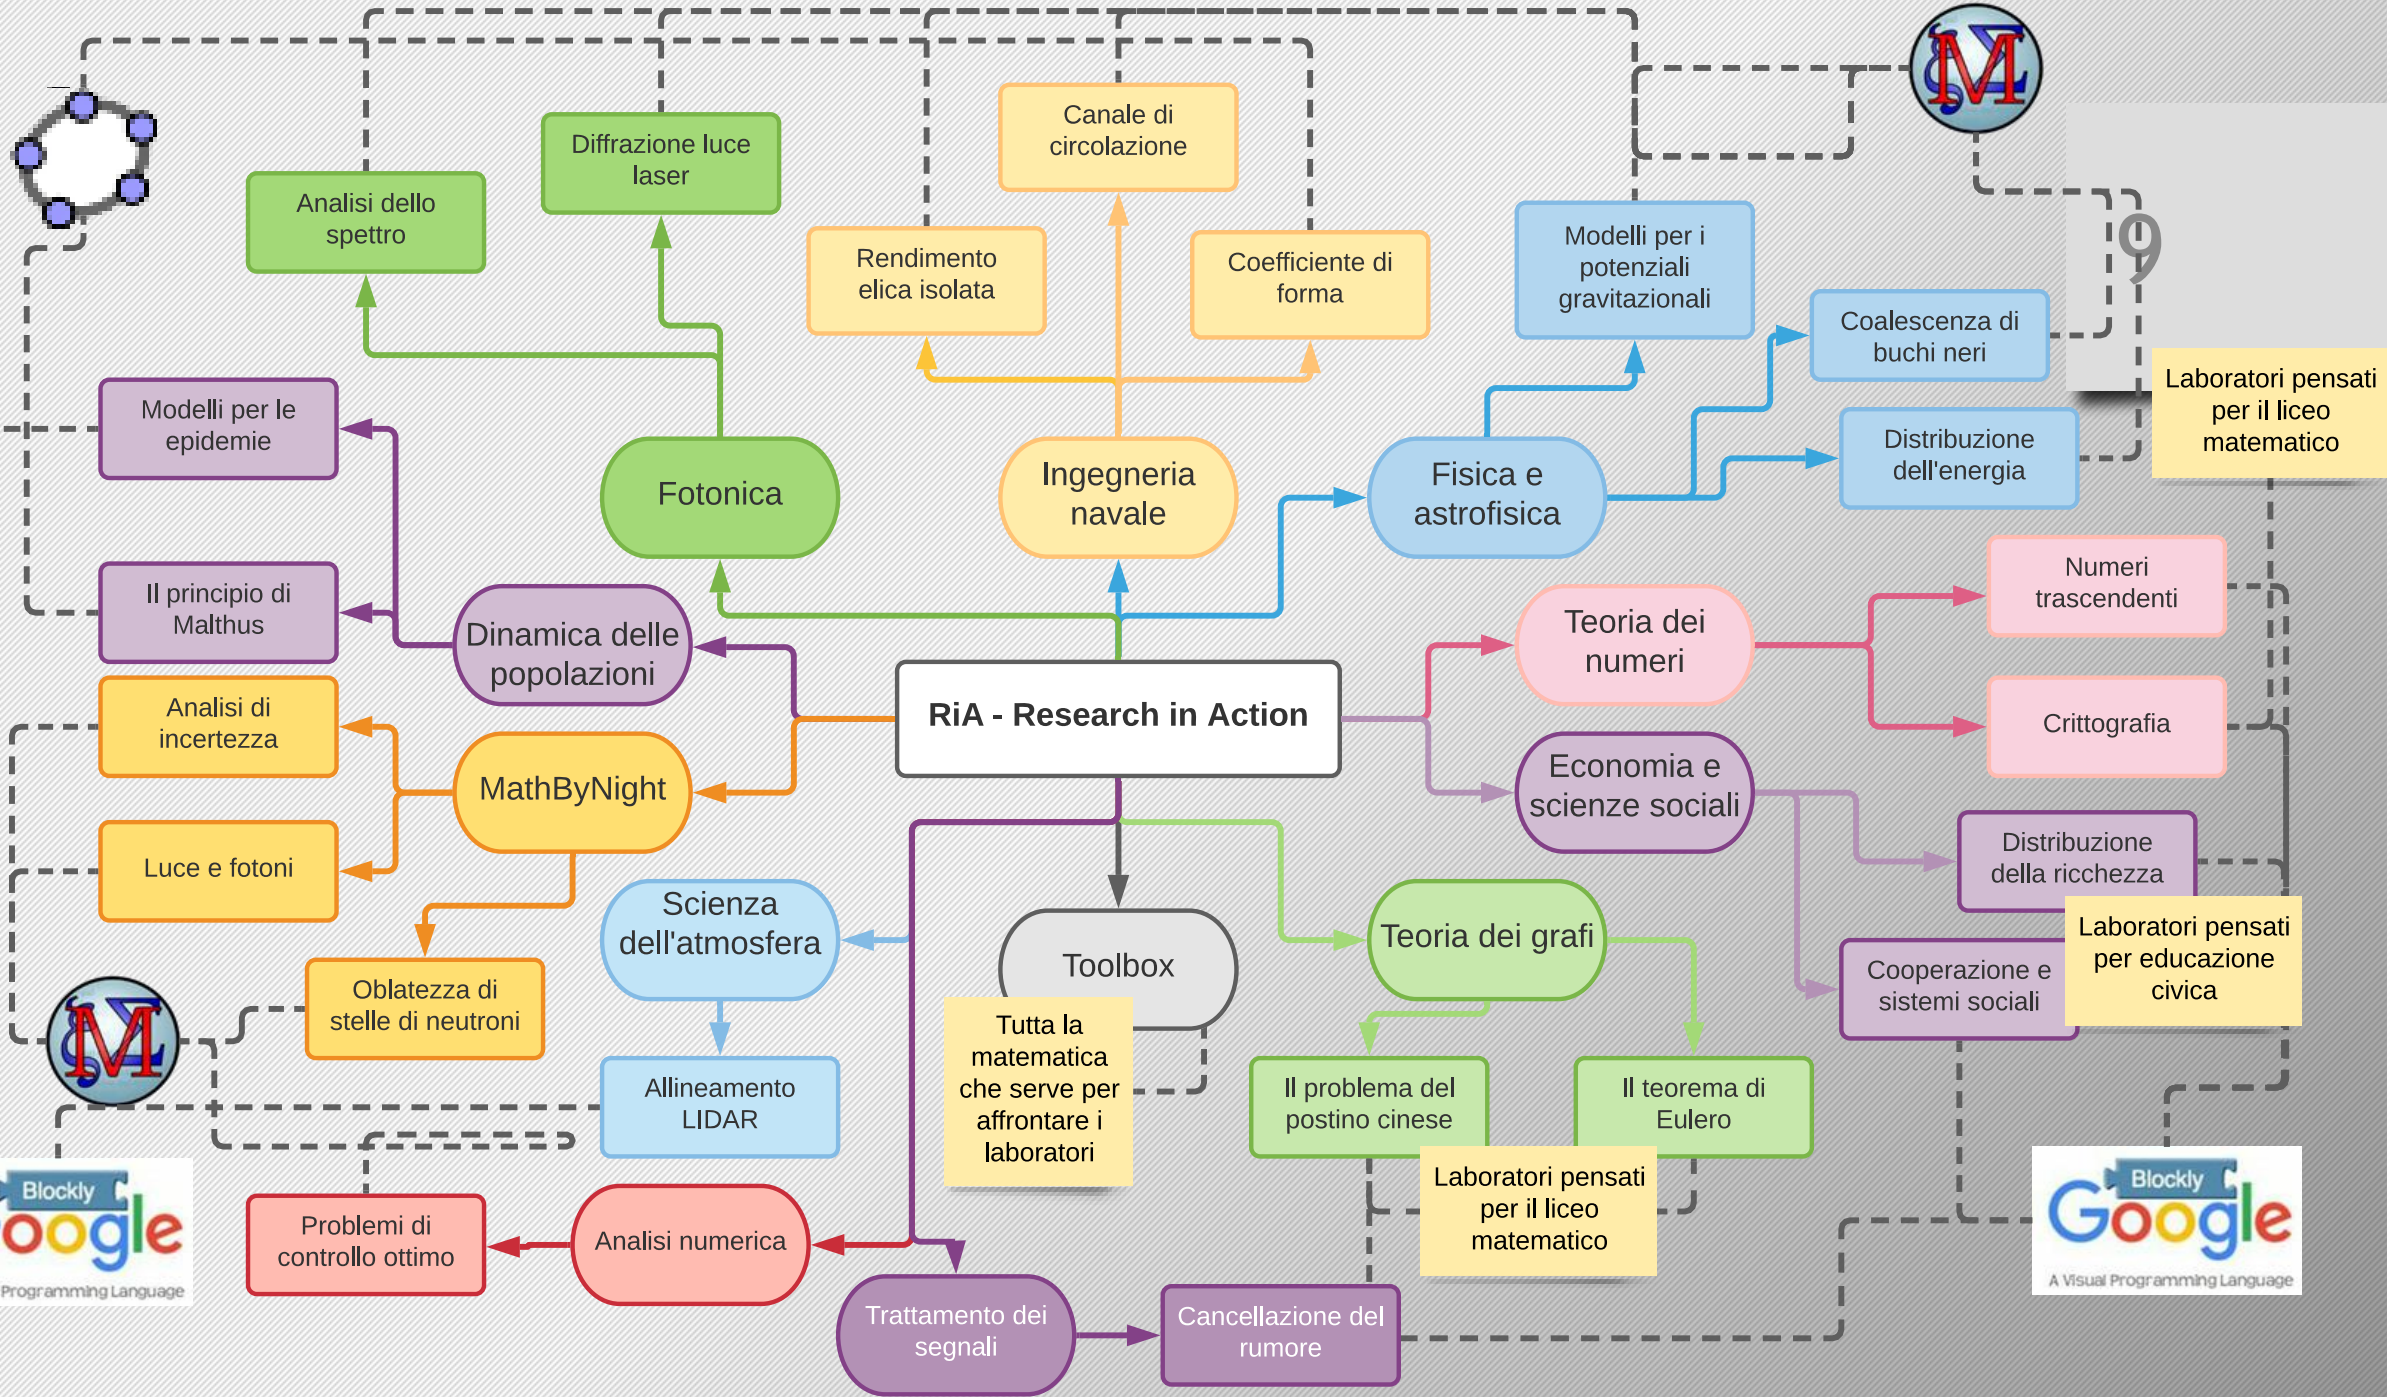 Canale di
circolazione
Diffrazione luce
laser
Analisi dello
spettro
Rendimento
elica isolata
Coefficiente di
forma
Modelli per i
potenziali
gravitazionali
9
Coalescenza di
buchi neri
Laboratori pensati
per il liceo
matematico
Modelli per le
epidemie
Fotonica
Ingegneria
navale
Fisica e
astrofisica
Distribuzione
dell'energia
Il principio di
Malthus
Dinamica delle
popolazioni
Teoria dei
numeri
Numeri
trascendenti
Analisi di
incertezza
RiA - Research in Action
Crittografia
MathByNight
Economia e
scienze sociali
Luce e fotoni
Distribuzione
della ricchezza
Scienza
dell'atmosfera
Toolbox
Teoria dei grafi
Laboratori pensati
per educazione
civica
Cooperazione e
sistemi sociali
Oblatezza di
stelle di neutroni
M
M
Tutta la
matematica
che serve per
affrontare i
laboratori
Allineamento
LIDAR
Il problema del
postino cinese
Il teorema di
Eulero
Laboratori pensati
per il liceo
matematico
Blockly
oogle
Programming Language
Problemi di
controllo ottimo
Analisi numerica
Blockly
Google
A Visual Programming Language
Trattamento dei
segnali
Cancellazione del
rumore